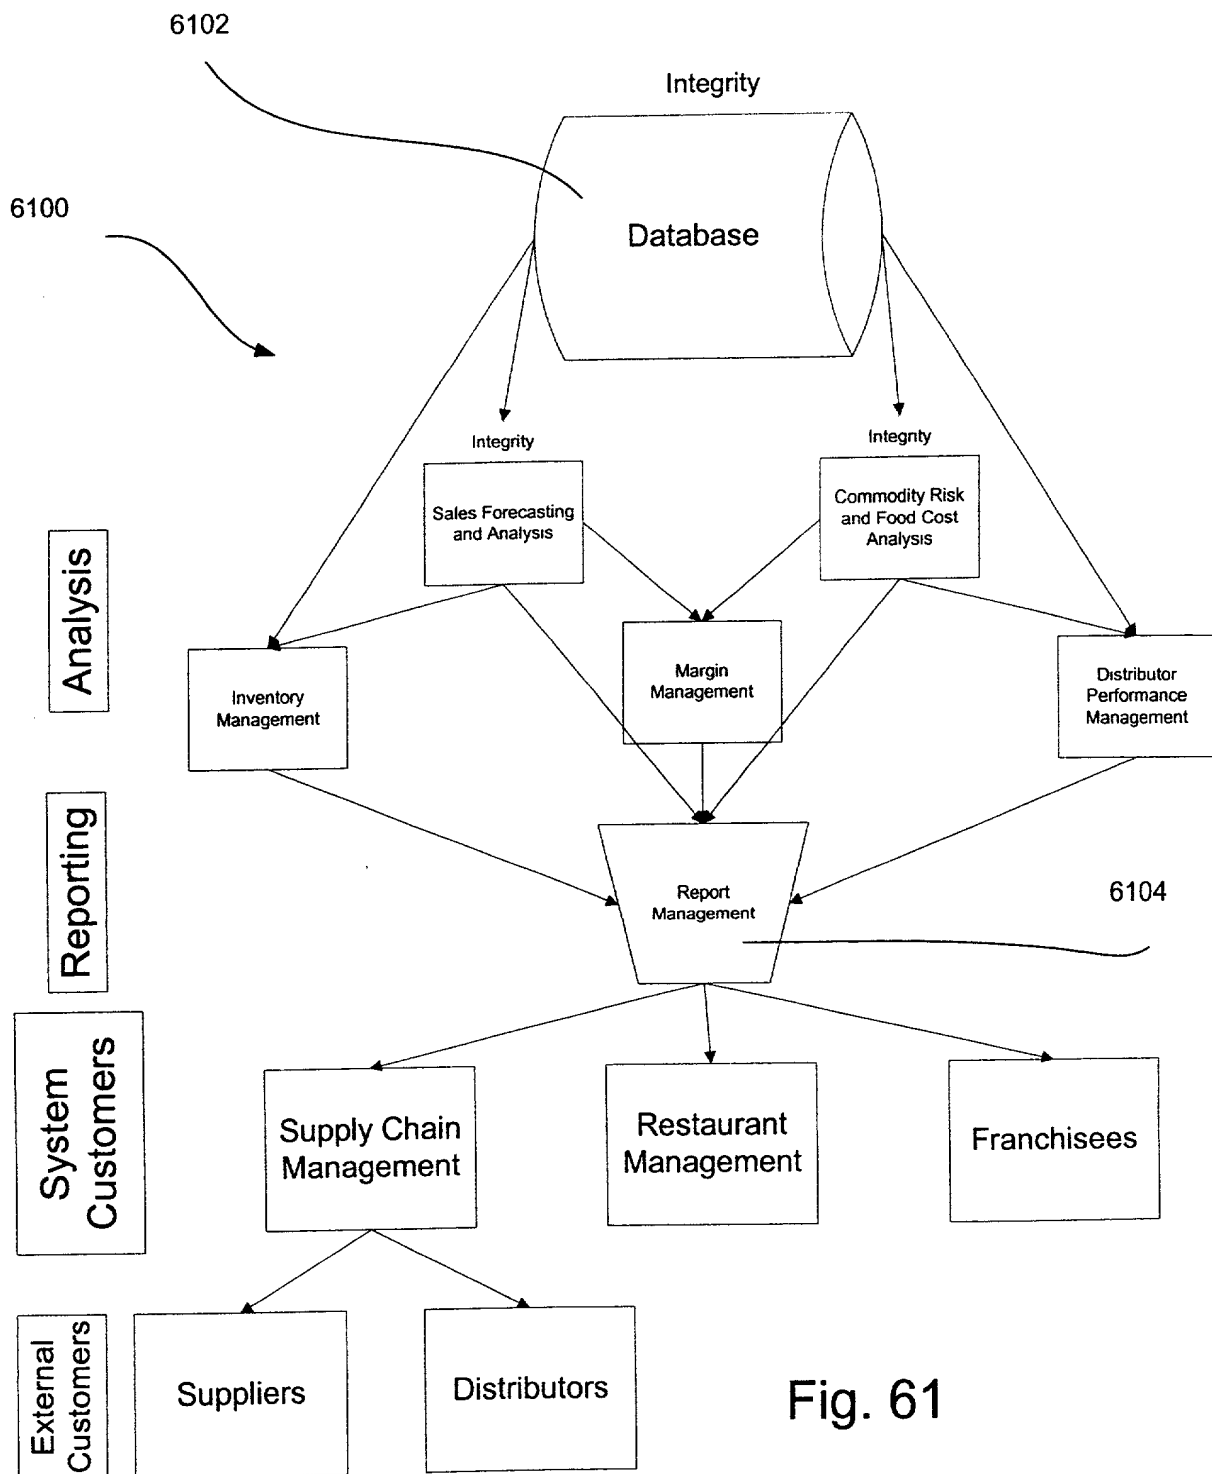 6102
Integrity
6100
Database
Integrity
Integrity
Sales Forecasting
and Analysis
Commodity Risk
and Food Cost
Analysis
Analysis
Inventory
Management
Margin
Management
Distributor
Performance
Management
Reporting
Report
Management
6104
System
Customers
Supply Chain
Management
Restaurant
Management
Franchisees
External
Customers
Suppliers
Distributors
Fig. 61